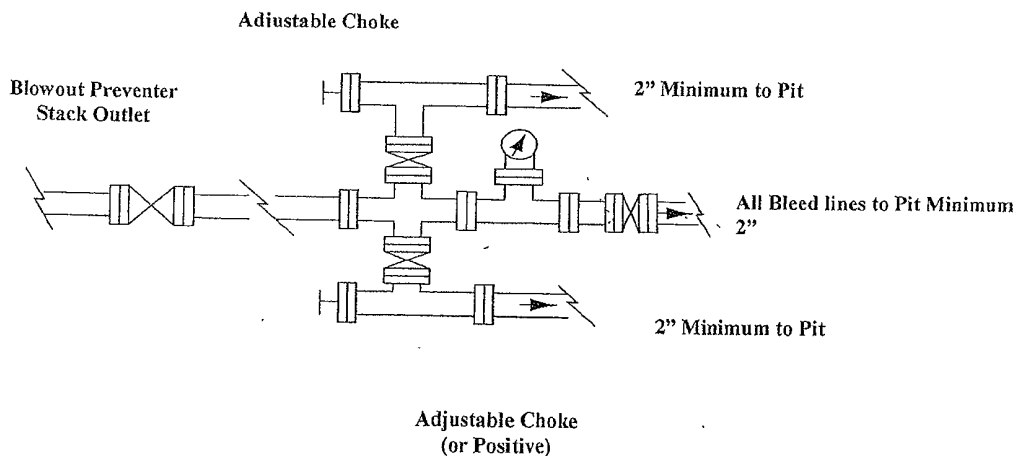 Adiustable Choke
Blowout Preventer
Stack Outlet
2” Minimum to Pit
All Bleed lines to Pit Minimum
2”
2” Minimum to Pit
Adjustable Choke
(or Positive)